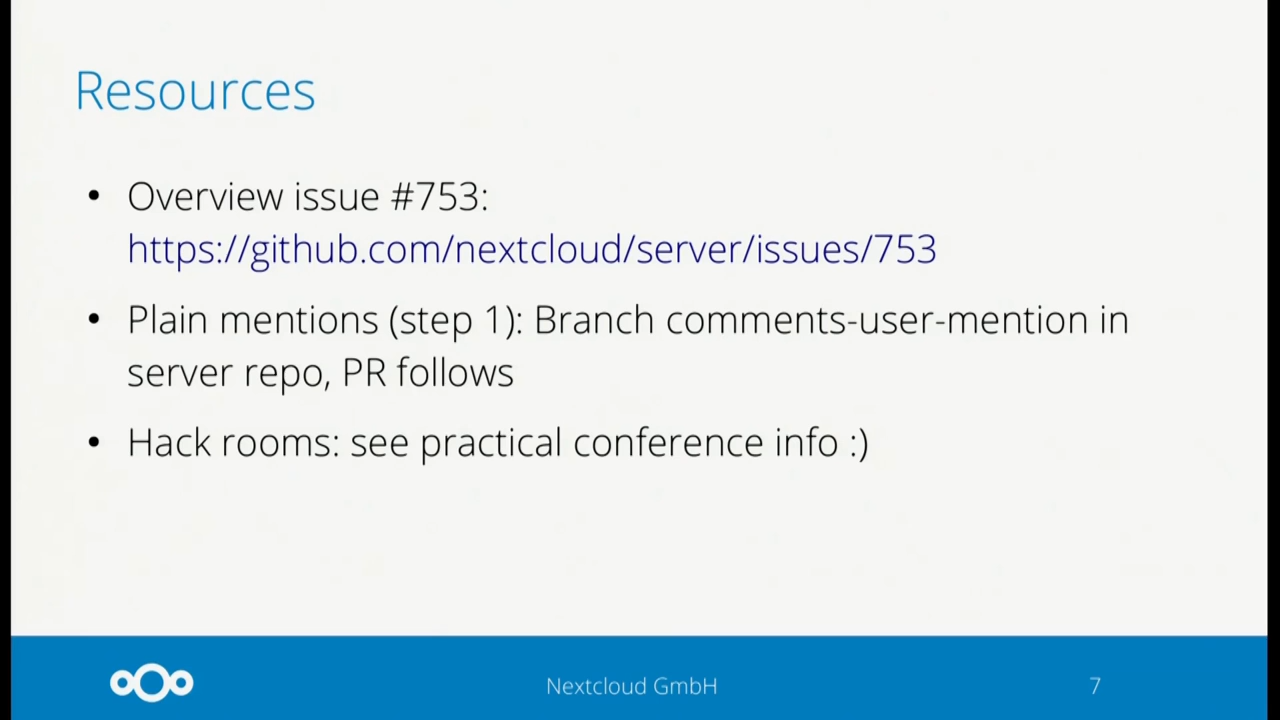 Resources
• Overview issue #753:
https://github.com/nextcloud/server/issues/753
• Plain mentions (step 1): Branch comments-user-mention in
server repo, PR follows
• Hack rooms: see practical conference info :)
Nextcloud GmbH
7